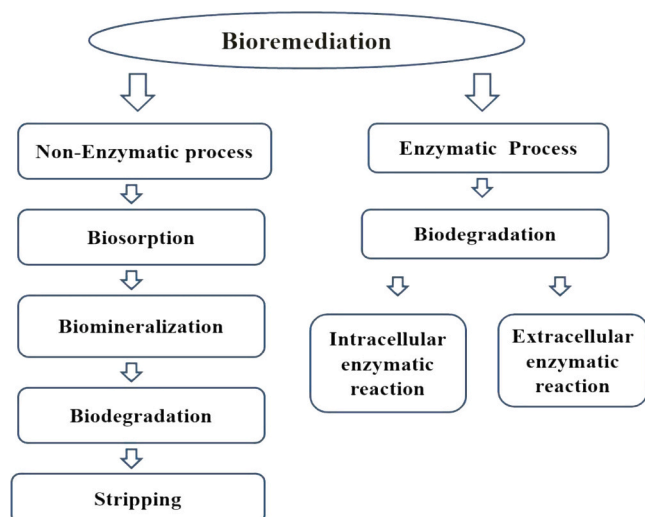 Bioremediation
Non-Enzymatic process
Biosorption
Biomineralization
Biodegradation
Stripping
Enzymatic Process
Biodegradation
Intracellular
enzymatic
reaction
Extracellular
enzymatic
reaction